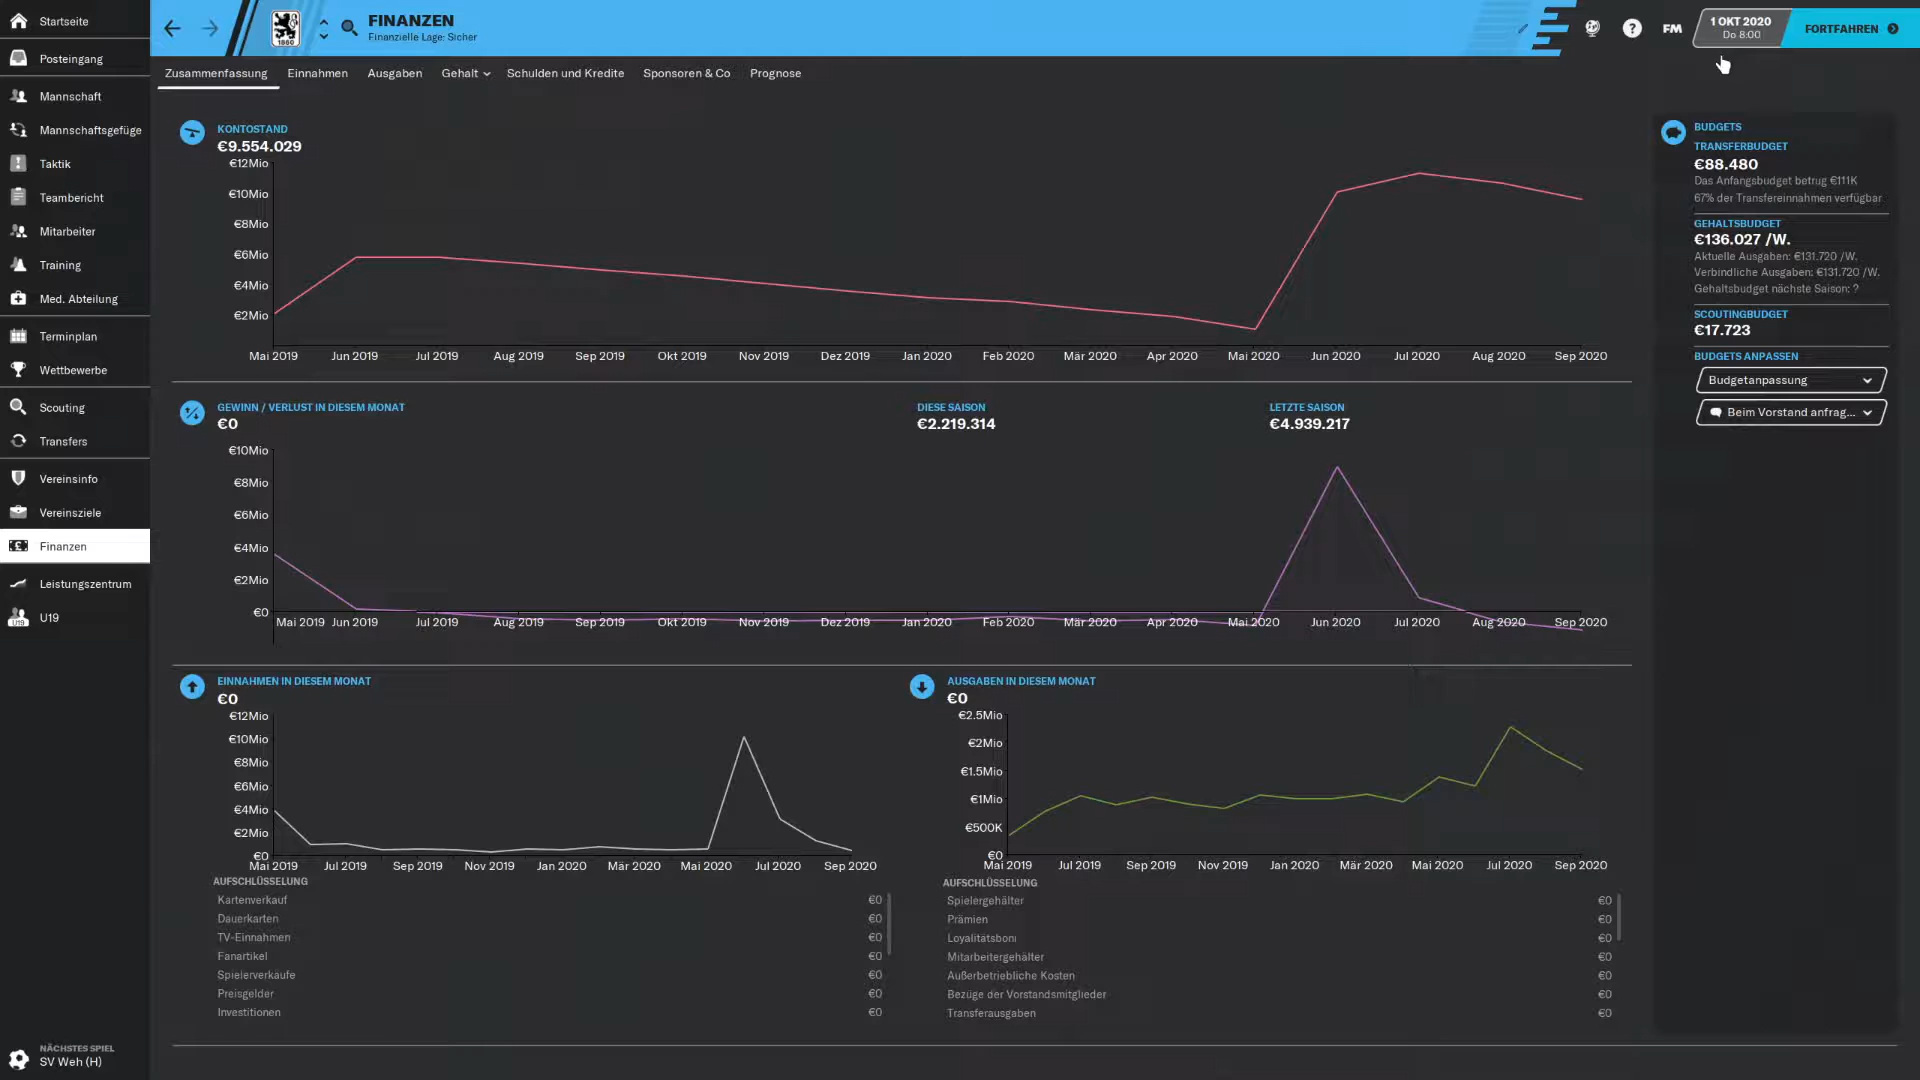 Startseite
Posteingang
Mannschaft
Mannschaftsgefüge
Taktik
Teambericht
Mitarbeiter
Training
Med. Abteilung
Terminplan
Wettbewerbe
Scouting
Transfers
Vereinsinfo
Vereinsziele
Finanzen
Leistungszentrum
U19
U19
NÄCHSTES SPIEL
SV Weh (H)
1860
FINANZEN
Finanzielle Lage: Sicher
? FM
1 OKT 2020
Do 8:00
FORTFAHREN
Zusammenfassung Einnahmen Ausgaben Gehalt Schulden und Kredite Sponsoren & Co Prognose
KONTOSTAND
€9.554.029
€12Mio
€10Mio
€8Mio
€6Mio
€4Mio
€2Mio
Mai 2019 Jun 2019 Jul 2019 Aug 2019 Sep 2019 Okt 2019 Nov 2019 Dez 2019 Jan 2020 Feb 2020 Mär 2020 Apr 2020 Mai 2020 Jun 2020 Jul 2020 Aug 2020 Sep 2020
GEWINN / VERLUST IN DIESEM MONAT
€0
DIESE SAISON
€2.219.314
LETZTE SAISON
€4.939.217
€10Mio
€8Mio
€6Mio
€4Mio
€2Mio
€0
Mai 2019 Jun 2019 Jul 2019 Aug 2019 Sep 2019 Okt 2019 Nov 2019 Dez 2019 Jan 2020 Feb 2020 Mär 2020 Apr 2020 Mai 2020 Jun 2020 Jul 2020 Aug 2020 Sep 2020
EINNAHMEN IN DIESEM MONAT
€0
€12Mio
€10Mio
€8Mio
€6Mio
€4Mio
€2Mio
€0
Mai 2019 Jul 2019 Sep 2019 Nov 2019 Jan 2020 Mär 2020 Mai 2020 Jul 2020 Sep 2020
AUFSCHLÜSSELUNG
Kartenverkauf €0
Dauerkarten €0
TV-Einnahmen €0
Fanartikel €0
Spielerverkäufe €0
Preisgelder €0
Investitionen €0
AUSGABEN IN DIESEM MONAT
€0
€2.5Mio
€2Mio
€1.5Mio
€1Mio
€500K
€0
Mai 2019 Jul 2019 Sep 2019 Nov 2019 Jan 2020 Mär 2020 Mai 2020 Jul 2020 Sep 2020
AUFSCHLÜSSELUNG
Spielergehälter €0
Prämien €0
Loyalitätsboni €0
Mitarbeitergehälter €0
Außerbetriebliche Kosten €0
Bezüge der Vorstandsmitglieder €0
Transferausgaben €0
BUDGETS
TRANSFERBUDGET
€88.480
Das Anfangsbudget betrug €111K
67% der Transfereinnahmen verfügbar
GEHALTSBUDGET
€136.027 /W.
Aktuelle Ausgaben: €131.720 /W.
Verbindliche Ausgaben: €131.720 /W.
Gehaltsbudget nächste Saison: ?
SCOUTINGBUDGET
€17.723
BUDGETS ANPASSEN
Budgetanpassung
Beim Vorstand anfrag...